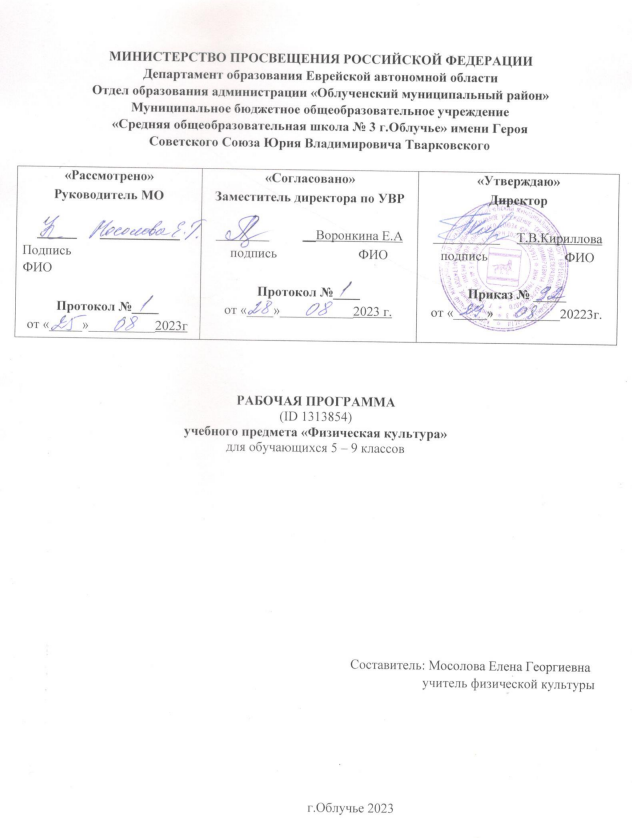 МИНИСТЕРСТВО ПРОСВЕЩЕНИЯ РОССИЙСКОЙ ФЕДЕРАЦИИ
Департамент образования Еврейской автономной области
Отдел образования администрации «Облученский муниципальный район»
Муниципальное бюджетное общеобразовательное учреждение
«Средняя общеобразовательная школа № 3 г.Облучье» имени Героя
Советского Союза Юрия Владимировича Тварковского
«Рассмотрено»
Руководитель МО
Мосолова Е.Г.
Подпись
ФИО
Протокол № 1
от «25» 08 2023г
«Согласовано»
Заместитель директора по УВР
Воронкина Е.А
подпись ФИО
Протокол № 1
от «28» 08 2023 г.
«Утверждаю»
Директор
Т.В.Кириллова
подпись ФИО
Приказ № 92
от «29» 08 20223г.
РАБОЧАЯ ПРОГРАММА
(ID 1313854)
учебного предмета «Физическая культура»
для обучающихся 5 – 9 классов
Составитель: Мосолова Елена Георгиевна
учитель физической культуры
г.Облучье 2023